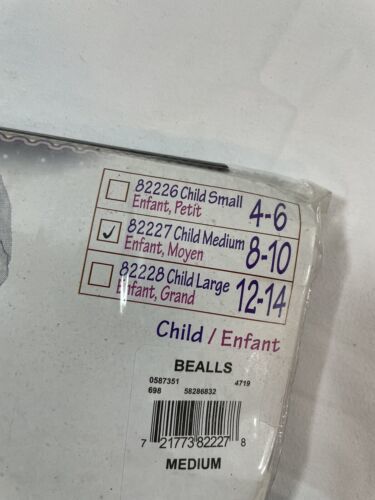 82226 Child Small
Enfant, Petit
4-6
82227 Child Medium
Enfant, Moyen
8-10
82228 Child Large
Enfant, Grand
12-14
Child / Enfant
BEALLS
0587351 4719
698 58286832
7 21773 82227 8
MEDIUM